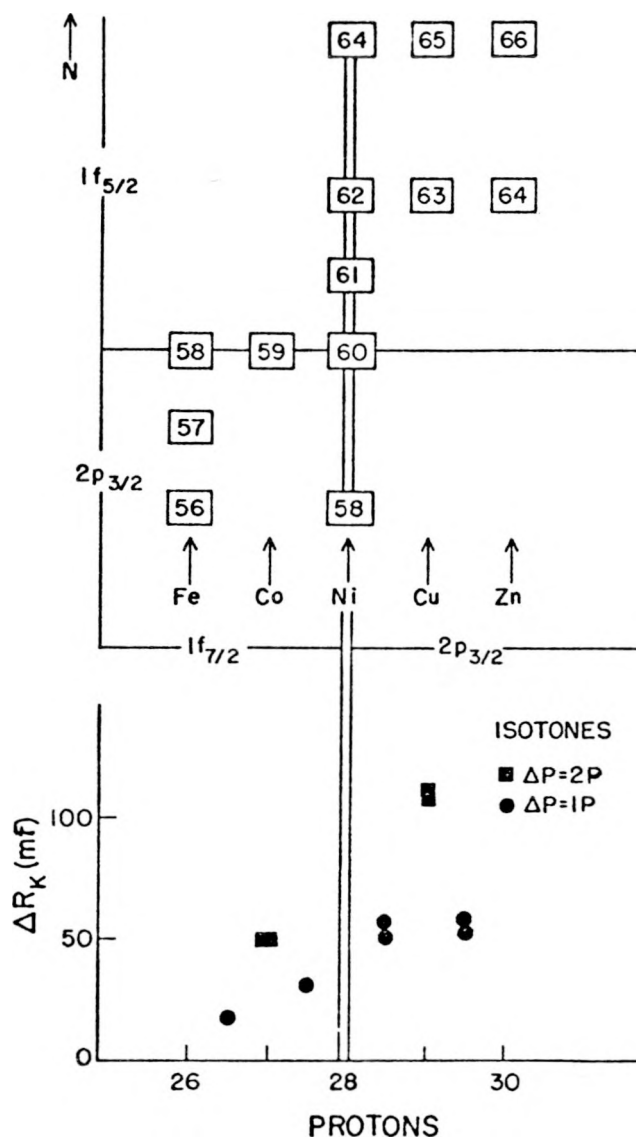 64 65 66
N
1f5/2
62 63 64
61
58 59 60
57
2p3/2
56 58
Fe Co Ni Cu Zn
1f7/2 2p3/2
ISOTONES
ΔP=2P
ΔP=1P
100
50
0
ΔRK (mf)
26 28 30
PROTONS